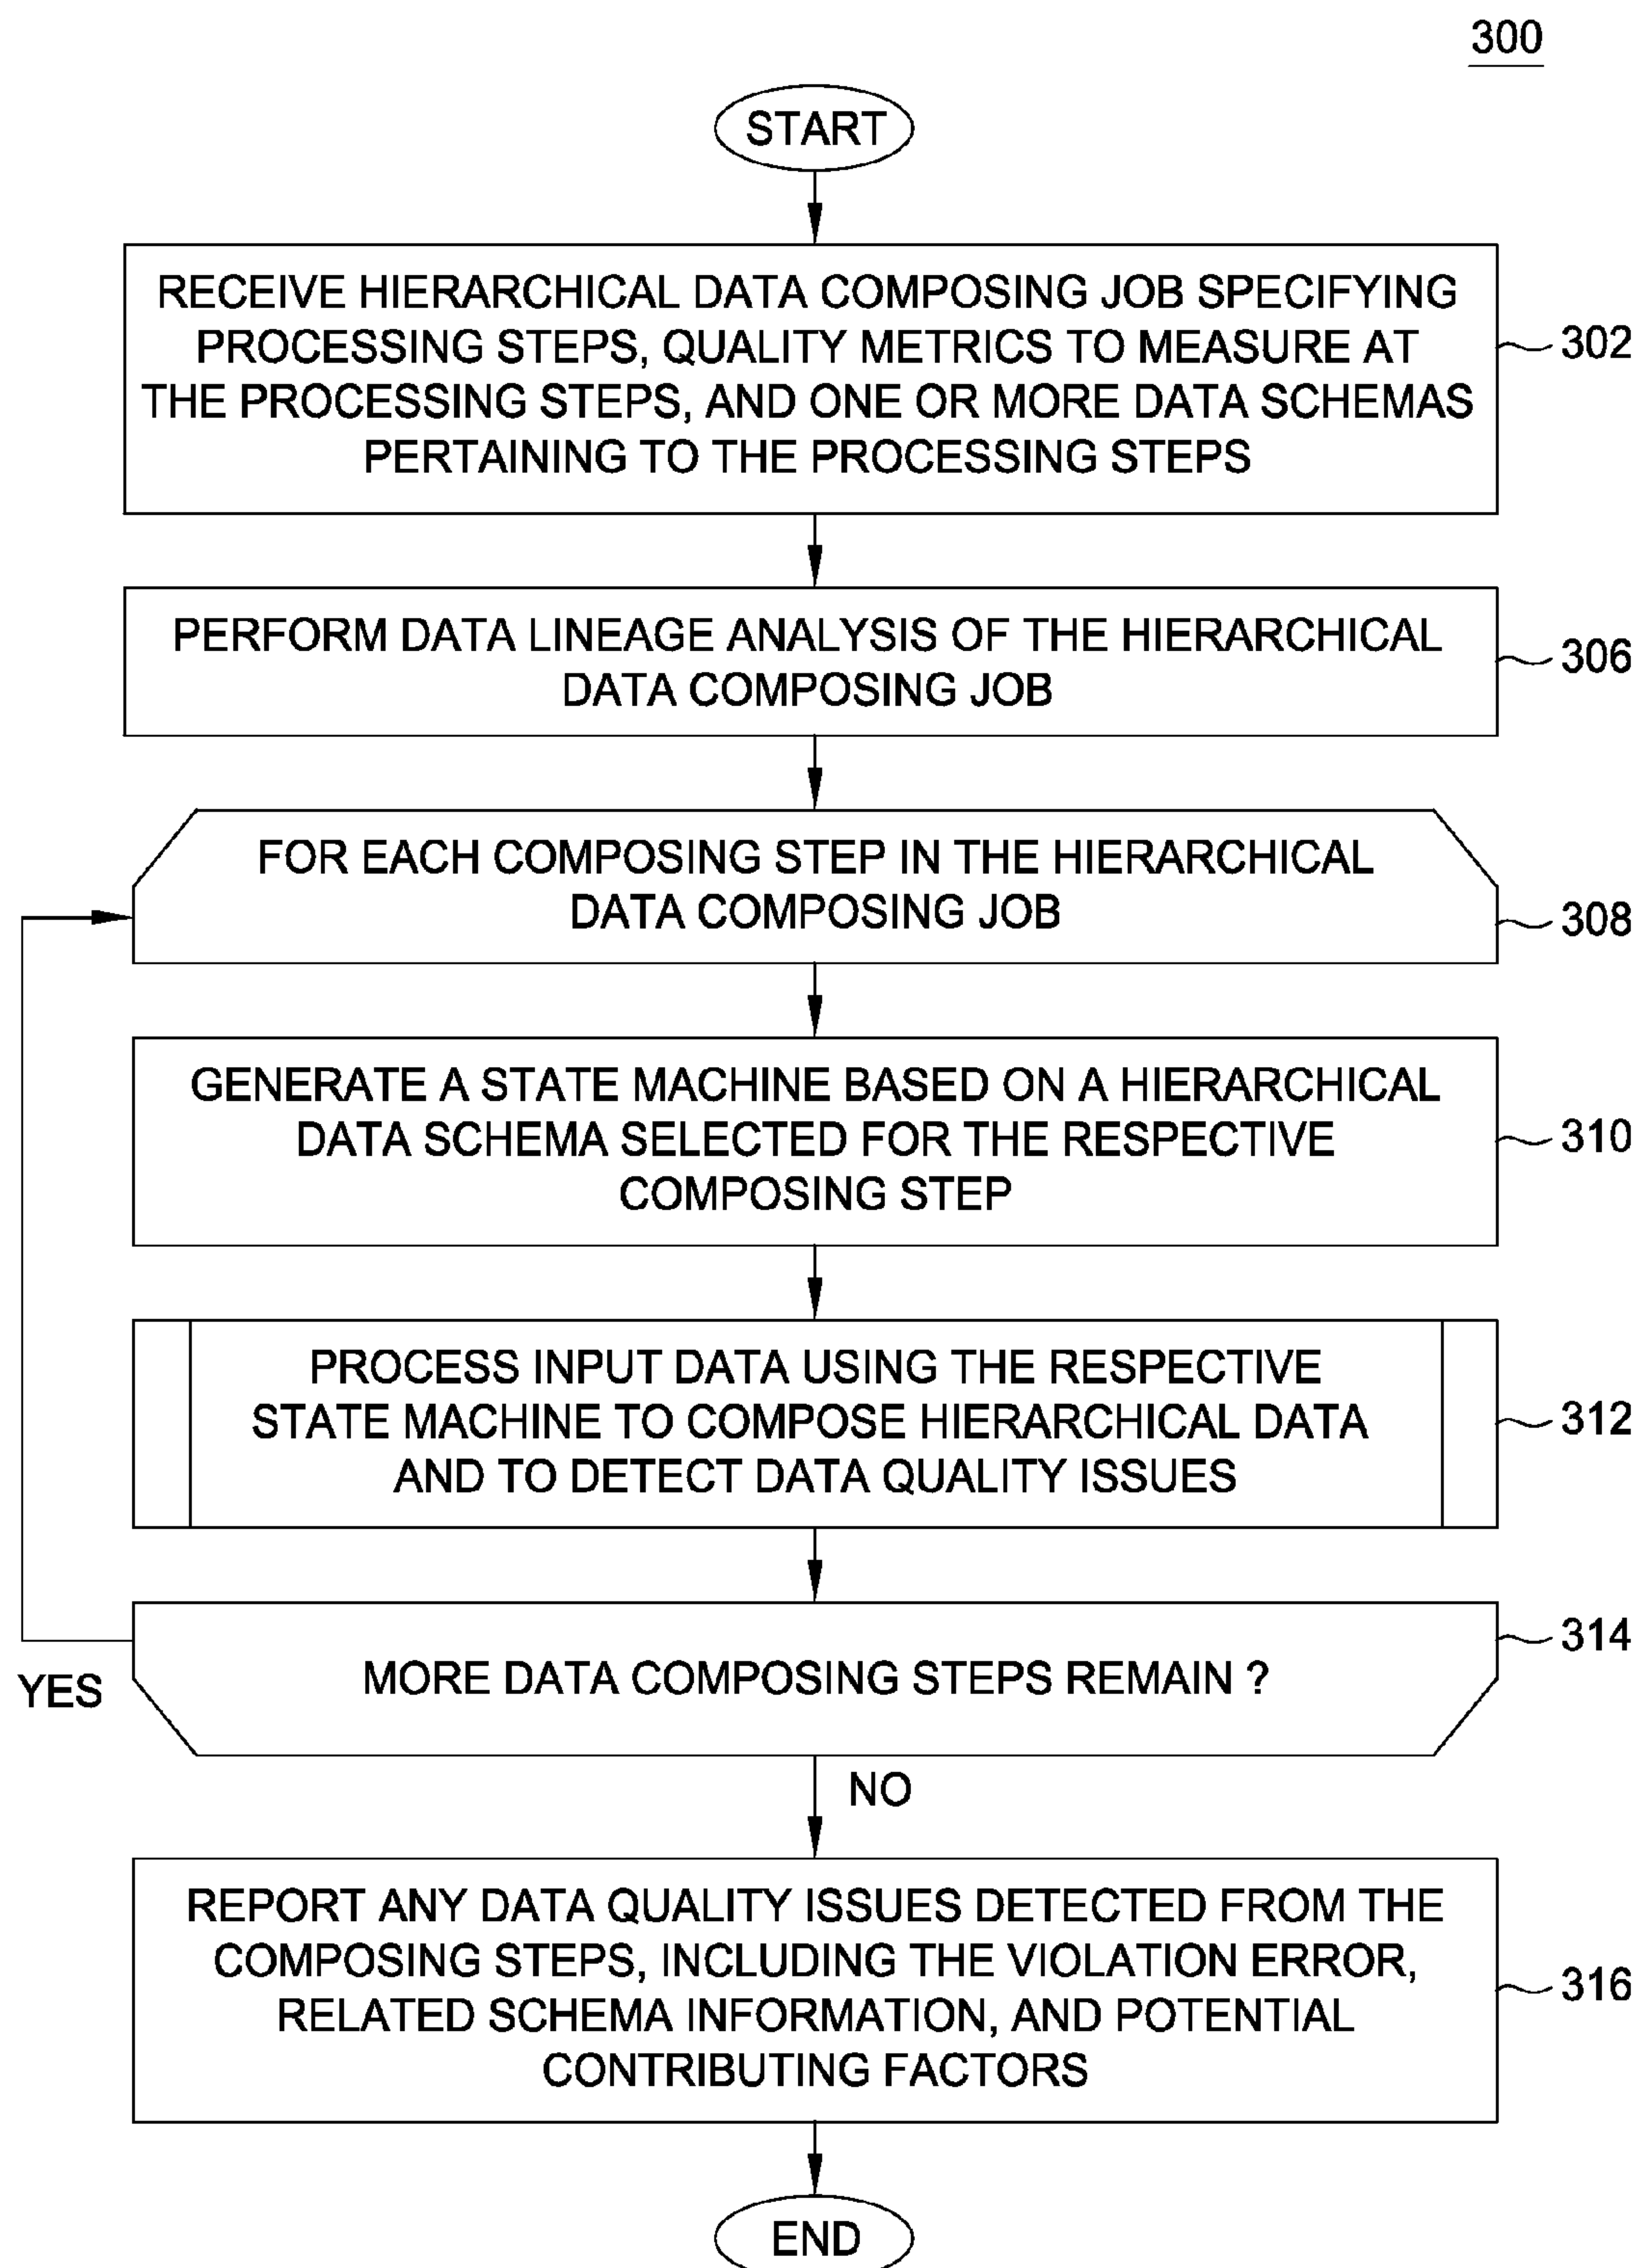 300
START
RECEIVE HIERARCHICAL DATA COMPOSING JOB SPECIFYING
PROCESSING STEPS, QUALITY METRICS TO MEASURE AT
THE PROCESSING STEPS, AND ONE OR MORE DATA SCHEMAS
PERTAINING TO THE PROCESSING STEPS
302
PERFORM DATA LINEAGE ANALYSIS OF THE HIERARCHICAL
DATA COMPOSING JOB
306
FOR EACH COMPOSING STEP IN THE HIERARCHICAL
DATA COMPOSING JOB
308
GENERATE A STATE MACHINE BASED ON A HIERARCHICAL
DATA SCHEMA SELECTED FOR THE RESPECTIVE
COMPOSING STEP
310
PROCESS INPUT DATA USING THE RESPECTIVE
STATE MACHINE TO COMPOSE HIERARCHICAL DATA
AND TO DETECT DATA QUALITY ISSUES
312
MORE DATA COMPOSING STEPS REMAIN ?
314
YES
NO
REPORT ANY DATA QUALITY ISSUES DETECTED FROM THE
COMPOSING STEPS, INCLUDING THE VIOLATION ERROR,
RELATED SCHEMA INFORMATION, AND POTENTIAL
CONTRIBUTING FACTORS
316
END